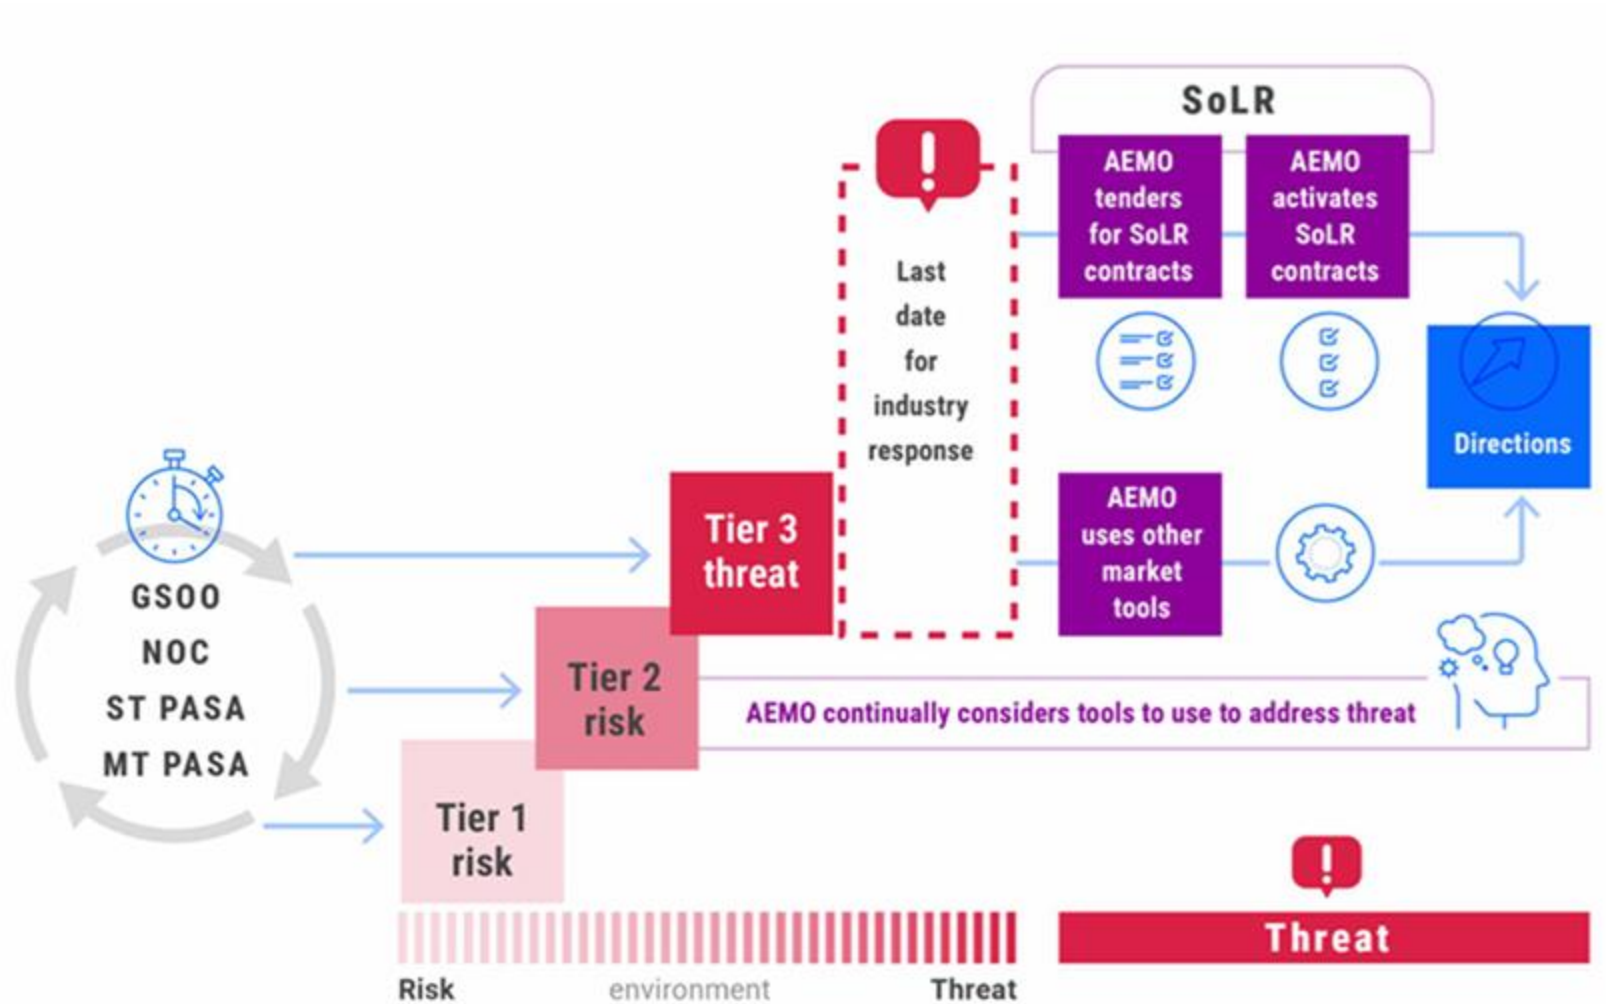 SoLR
AEMO
tenders
for SoLR
contracts
AEMO
activates
SoLR
contracts
Last
date
for
industry
response
Directions
Tier 3
threat
AEMO
uses other
market
tools
GSOO
NOC
ST PASA
MT PASA
Tier 2
risk
AEMO continually considers tools to use to address threat
Tier 1
risk
Threat
Risk
environment
Threat